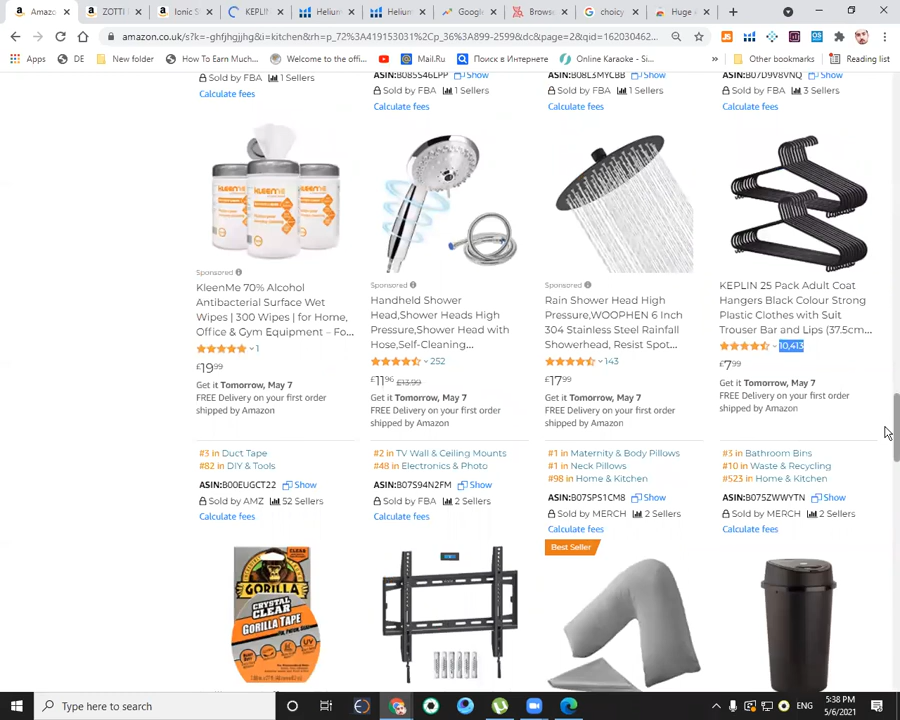 Amazo
ZOTTI
Ionic S
KEPLIN
Helium
Helium
Google
Browse
choicy
Huge
amazon.co.uk/s?k=-ghfjhgjjhg&i=kitchen&rh=p_72%3A419153031%2Cp_36%3A899-2599&dc&page=2&qid=162030462...
Apps
DE
New folder
How To Earn Much...
Welcome to the offi...
Mail.Ru
Поиск в Интернете
Online Karaoke - Si...
Other bookmarks
Reading list
ASIN:B085S46LPP Show
ASIN:B08L3MYCBB Show
ASIN:B07D9V8VNQ Show
Sold by FBA 1 Sellers
Sold by FBA 1 Sellers
Sold by FBA 1 Sellers
Sold by FBA 3 Sellers
Calculate fees
Calculate fees
Calculate fees
Calculate fees
KleenMe
Sponsored
KleenMe 70% Alcohol
Antibacterial Surface Wet
Wipes | 300 Wipes | for Home,
Office & Gym Equipment – Fo...
1
£19.99
Get it Tomorrow, May 7
FREE Delivery on your first order
shipped by Amazon
Sponsored
Handheld Shower
Head,Shower Heads High
Pressure,Shower Head with
Hose,Self-Cleaning...
252
£11.96 £13.99
Get it Tomorrow, May 7
FREE Delivery on your first order
shipped by Amazon
Sponsored
Rain Shower Head High
Pressure,WOOPHEN 6 Inch
304 Stainless Steel Rainfall
Showerhead, Resist Spot...
143
£17.99
Get it Tomorrow, May 7
FREE Delivery on your first order
shipped by Amazon
KEPLIN 25 Pack Adult Coat
Hangers Black Colour Strong
Plastic Clothes with Suit
Trouser Bar and Lips (37.5cm...
10,413
£7.99
Get it Tomorrow, May 7
FREE Delivery on your first order
shipped by Amazon
#3 in Duct Tape
#82 in DIY & Tools
ASIN:B00EUGCT22 Show
Sold by AMZ 52 Sellers
Calculate fees
#2 in TV Wall & Ceiling Mounts
#48 in Electronics & Photo
ASIN:B07S94N2FM Show
Sold by FBA 2 Sellers
Calculate fees
#1 in Maternity & Body Pillows
#1 in Neck Pillows
#98 in Home & Kitchen
ASIN:B07SPS1CM8 Show
Sold by MERCH 2 Sellers
Calculate fees
#3 in Bathroom Bins
#10 in Waste & Recycling
#523 in Home & Kitchen
ASIN:B075ZWWYTN Show
Sold by MERCH 2 Sellers
Calculate fees
Best Seller
GORILLA
CRYSTAL
CLEAR
GORILLA TAPE
Type here to search
ENG
5:38 PM
5/6/2021